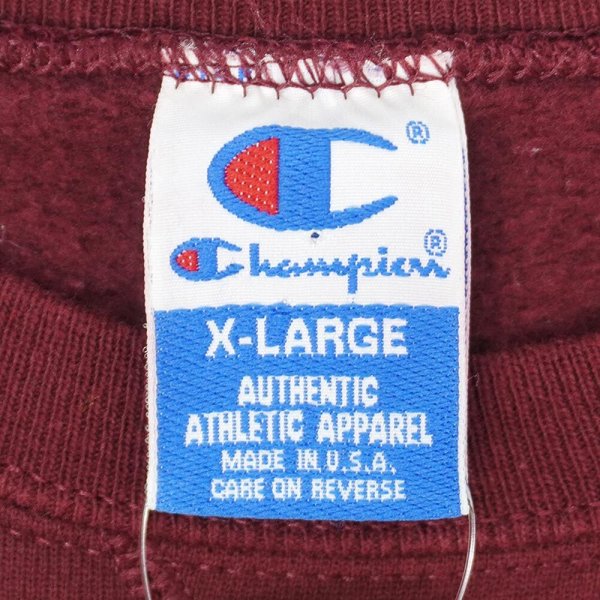 ®
Champion®
X-LARGE
AUTHENTIC
ATHLETIC APPAREL
MADE IN U.S.A.
CARE ON REVERSE